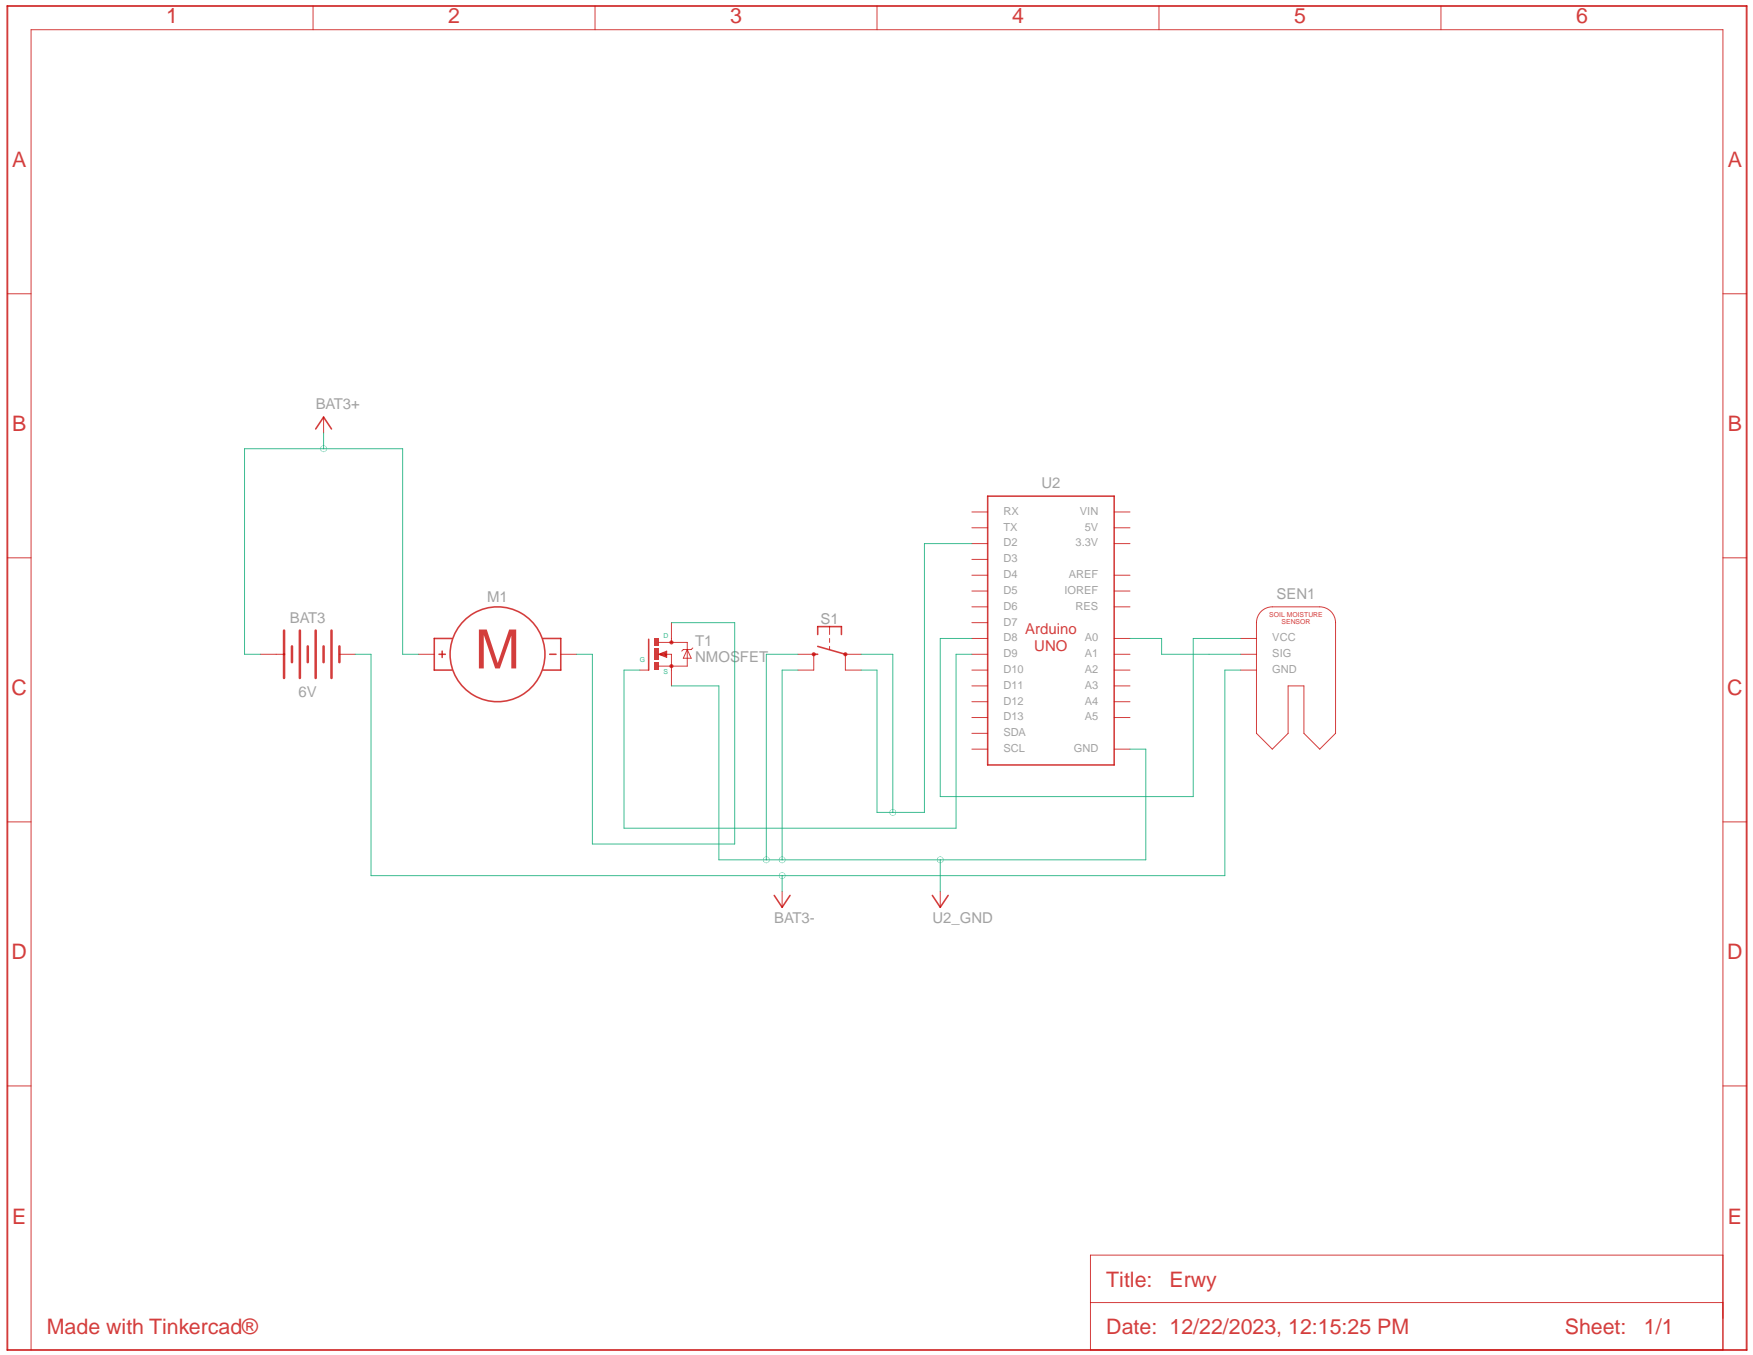 1 2 3 4 5 6
A A
BAT3+
B B
U2
RX VIN
TX 5V
D2 3.3V
D3
D4 AREF
D5 IOREF
D6 RES
D7
D8 A0
D9 A1
D10 A2
D11 A3
D12 A4
D13 A5
SDA
SCL GND
Arduino
UNO
M1
M
+ -
BAT3
6V
D
G
S
T1
NMOSFET
S1
SEN1
SOIL MOISTURE
SENSOR
VCC
SIG
GND
C C
BAT3- U2_GND
D D
E E
Title: Erwy
Made with Tinkercad®
Date: 12/22/2023, 12:15:25 PM Sheet: 1/1